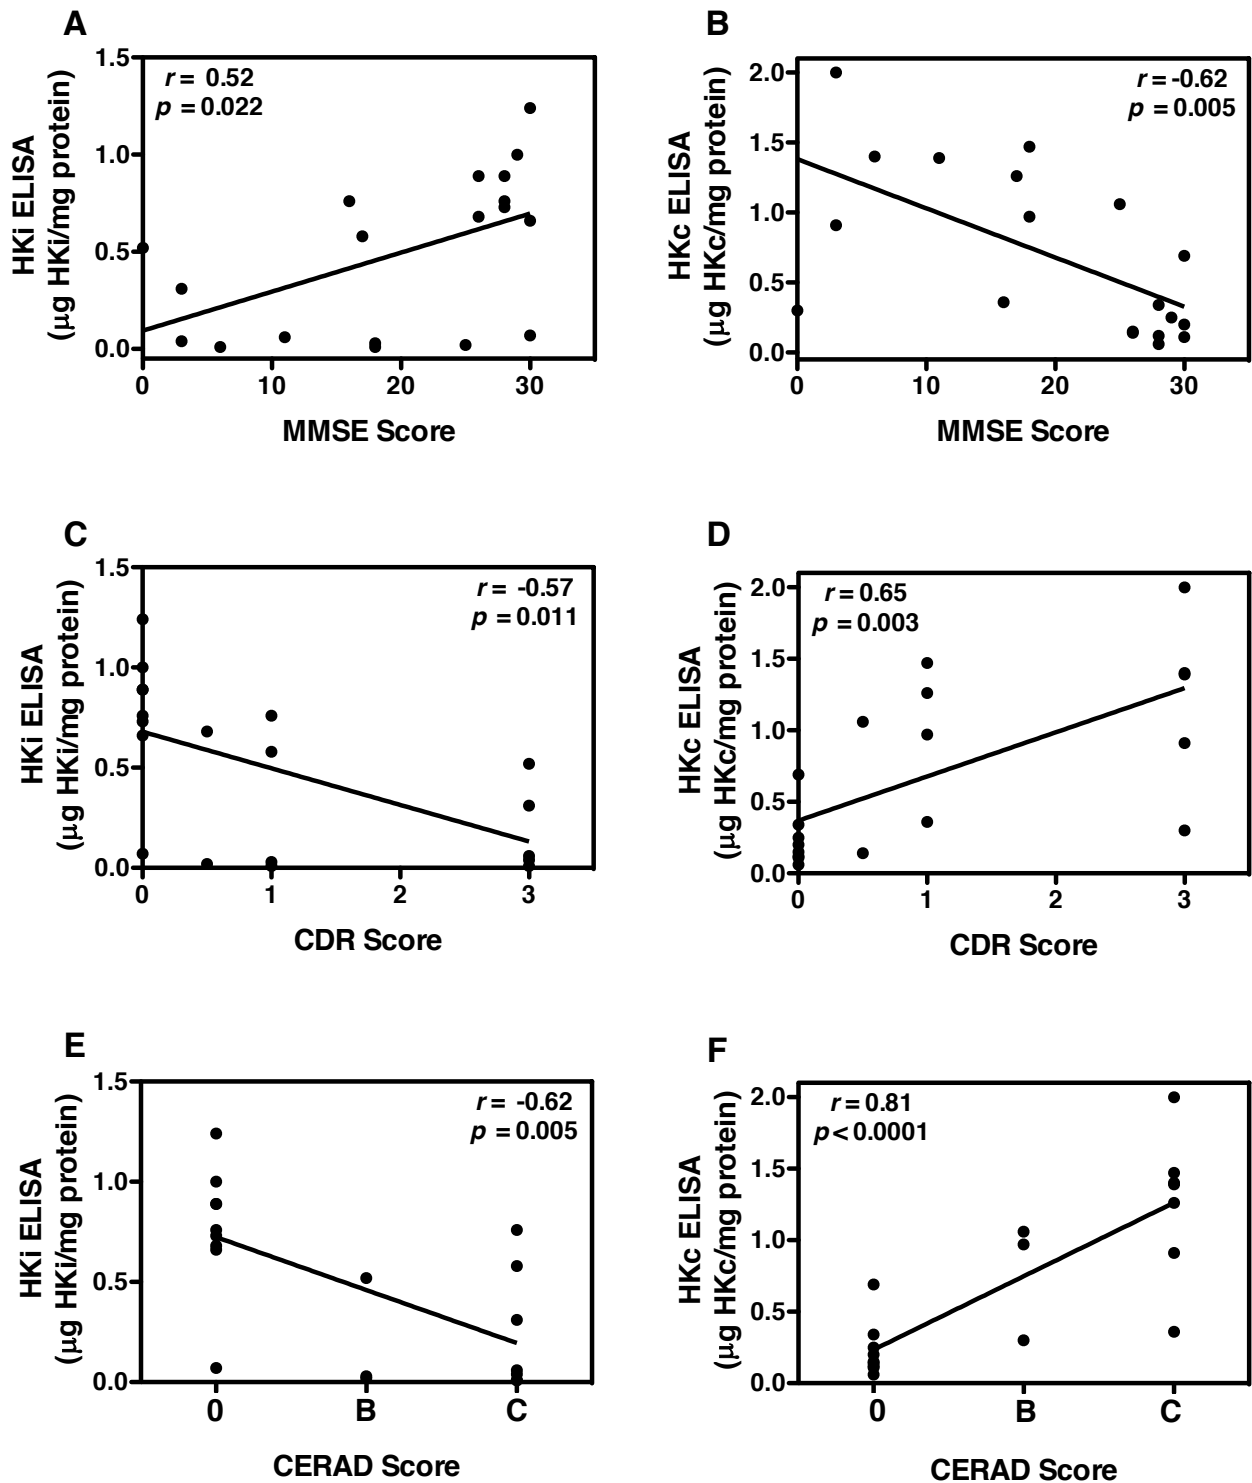 A
HKi ELISA
(µg HKi/mg protein)
1.5
1.0
0.5
0.0
r = 0.52
p = 0.022
0 10 20 30
MMSE Score
B
HKc ELISA
(µg HKc/mg protein)
2.0
1.5
1.0
0.5
0.0
r = -0.62
p = 0.005
0 10 20 30
MMSE Score
C
HKi ELISA
(µg HKi/mg protein)
1.5
1.0
0.5
0.0
r = -0.57
p = 0.011
0 1 2 3
CDR Score
D
HKc ELISA
(µg HKc/mg protein)
2.0
1.5
1.0
0.5
0.0
r = 0.65
p = 0.003
0 1 2 3
CDR Score
E
HKi ELISA
(µg HKi/mg protein)
1.5
1.0
0.5
0.0
r = -0.62
p = 0.005
0 B C
CERAD Score
F
HKc ELISA
(µg HKc/mg protein)
2.0
1.5
1.0
0.5
0.0
r = 0.81
p < 0.0001
0 B C
CERAD Score